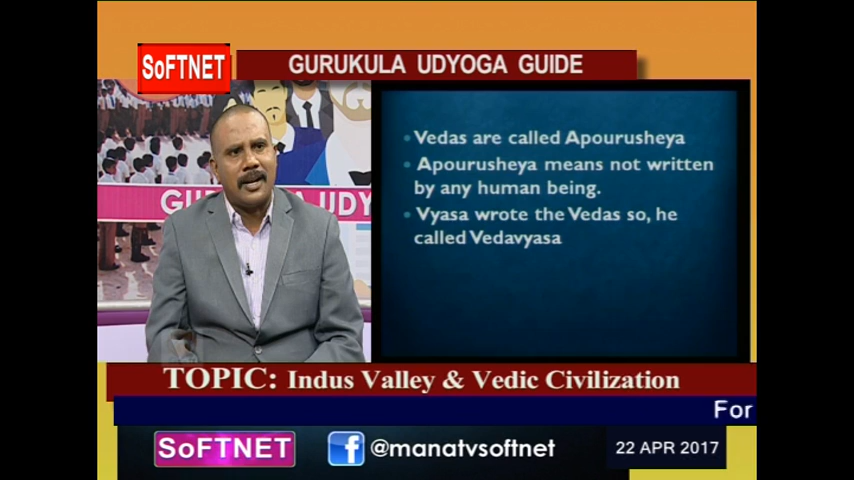 SoFTNET
GURUKULA UDYOGA GUIDE
Vedas are called Apourusheya
Apourusheya means not written
by any human being.
Vyasa wrote the Vedas so, he
called Vedavyasa
GURUKULA UDY
TOPIC: Indus Valley & Vedic Civilization
For
SoFTNET
f @manatvsoftnet
22 APR 2017